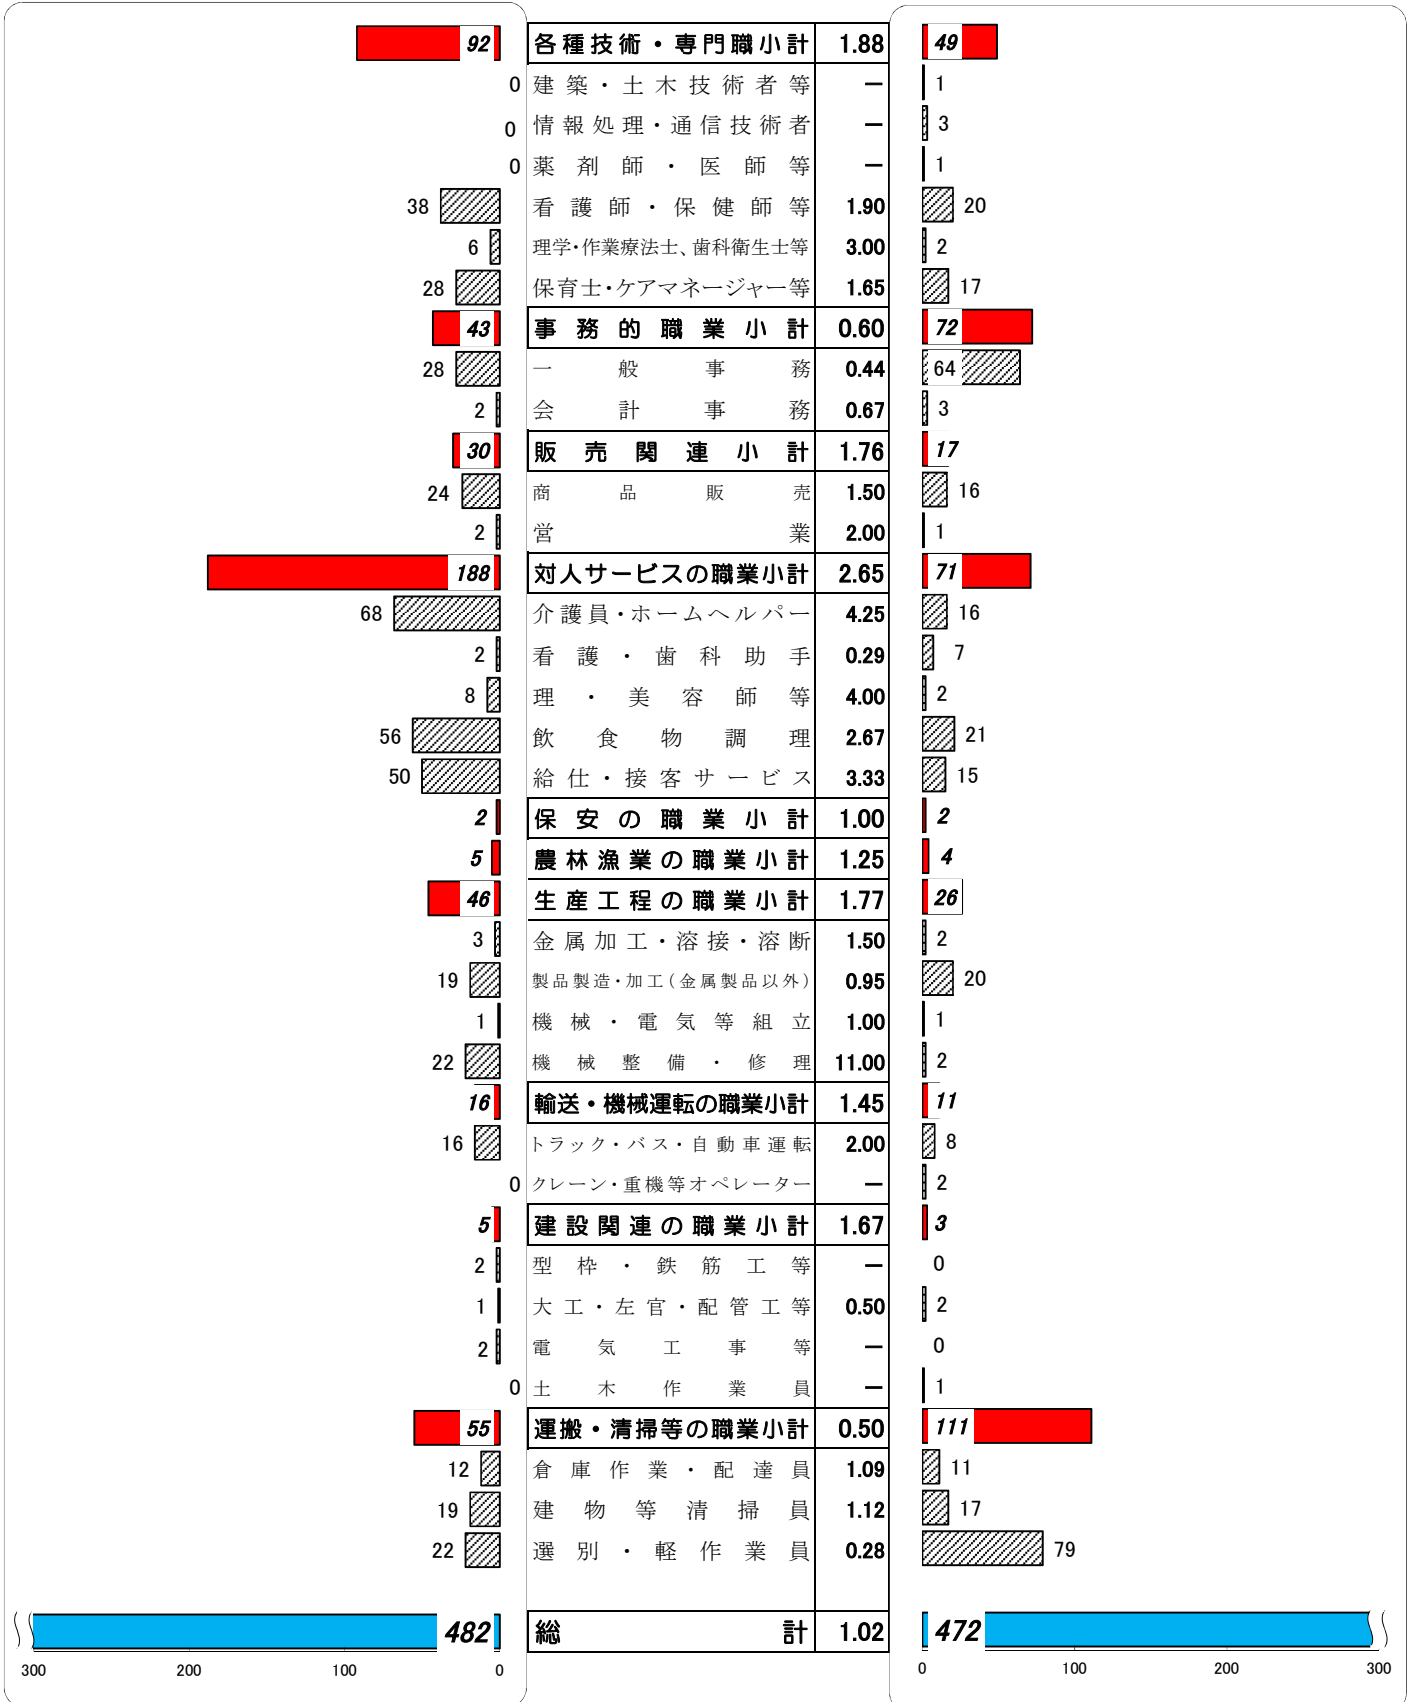 92 各種技術・専門職小計 1.88 49
0 建築・土木技術者等 ー 1
0 情報処理・通信技術者 ー 3
0 薬剤師・医師等 ー 1
38 看護師・保健師等 1.90 20
6 理学・作業療法士、歯科衛生士等 3.00 2
28 保育士・ケアマネージャー等 1.65 17
43 事務的職業小計 0.60 72
28 一般事務 0.44 64
2 会計事務 0.67 3
30 販売関連小計 1.76 17
24 商品販売 1.50 16
2 営業 2.00 1
188 対人サービスの職業小計 2.65 71
68 介護員・ホームヘルパー 4.25 16
2 看護・歯科助手 0.29 7
8 理・美容師等 4.00 2
56 飲食物調理 2.67 21
50 給仕・接客サービス 3.33 15
2 保安の職業小計 1.00 2
5 農林漁業の職業小計 1.25 4
46 生産工程の職業小計 1.77 26
3 金属加工・溶接・溶断 1.50 2
19 製品製造・加工(金属製品以外) 0.95 20
1 機械・電気等組立 1.00 1
22 機械整備・修理 11.00 2
16 輸送・機械運転の職業小計 1.45 11
16 トラック・バス・自動車運転 2.00 8
0 クレーン・重機等オペレーター ー 2
5 建設関連の職業小計 1.67 3
2 型枠・鉄筋工等 ー 0
1 大工・左官・配管工等 0.50 2
2 電気工事等 ー 0
0 土木作業員 ー 1
55 運搬・清掃等の職業小計 0.50 111
12 倉庫作業・配達員 1.09 11
19 建物等清掃員 1.12 17
22 選別・軽作業員 0.28 79
482 総計 1.02 472
300 200 100 0 0 100 200 300